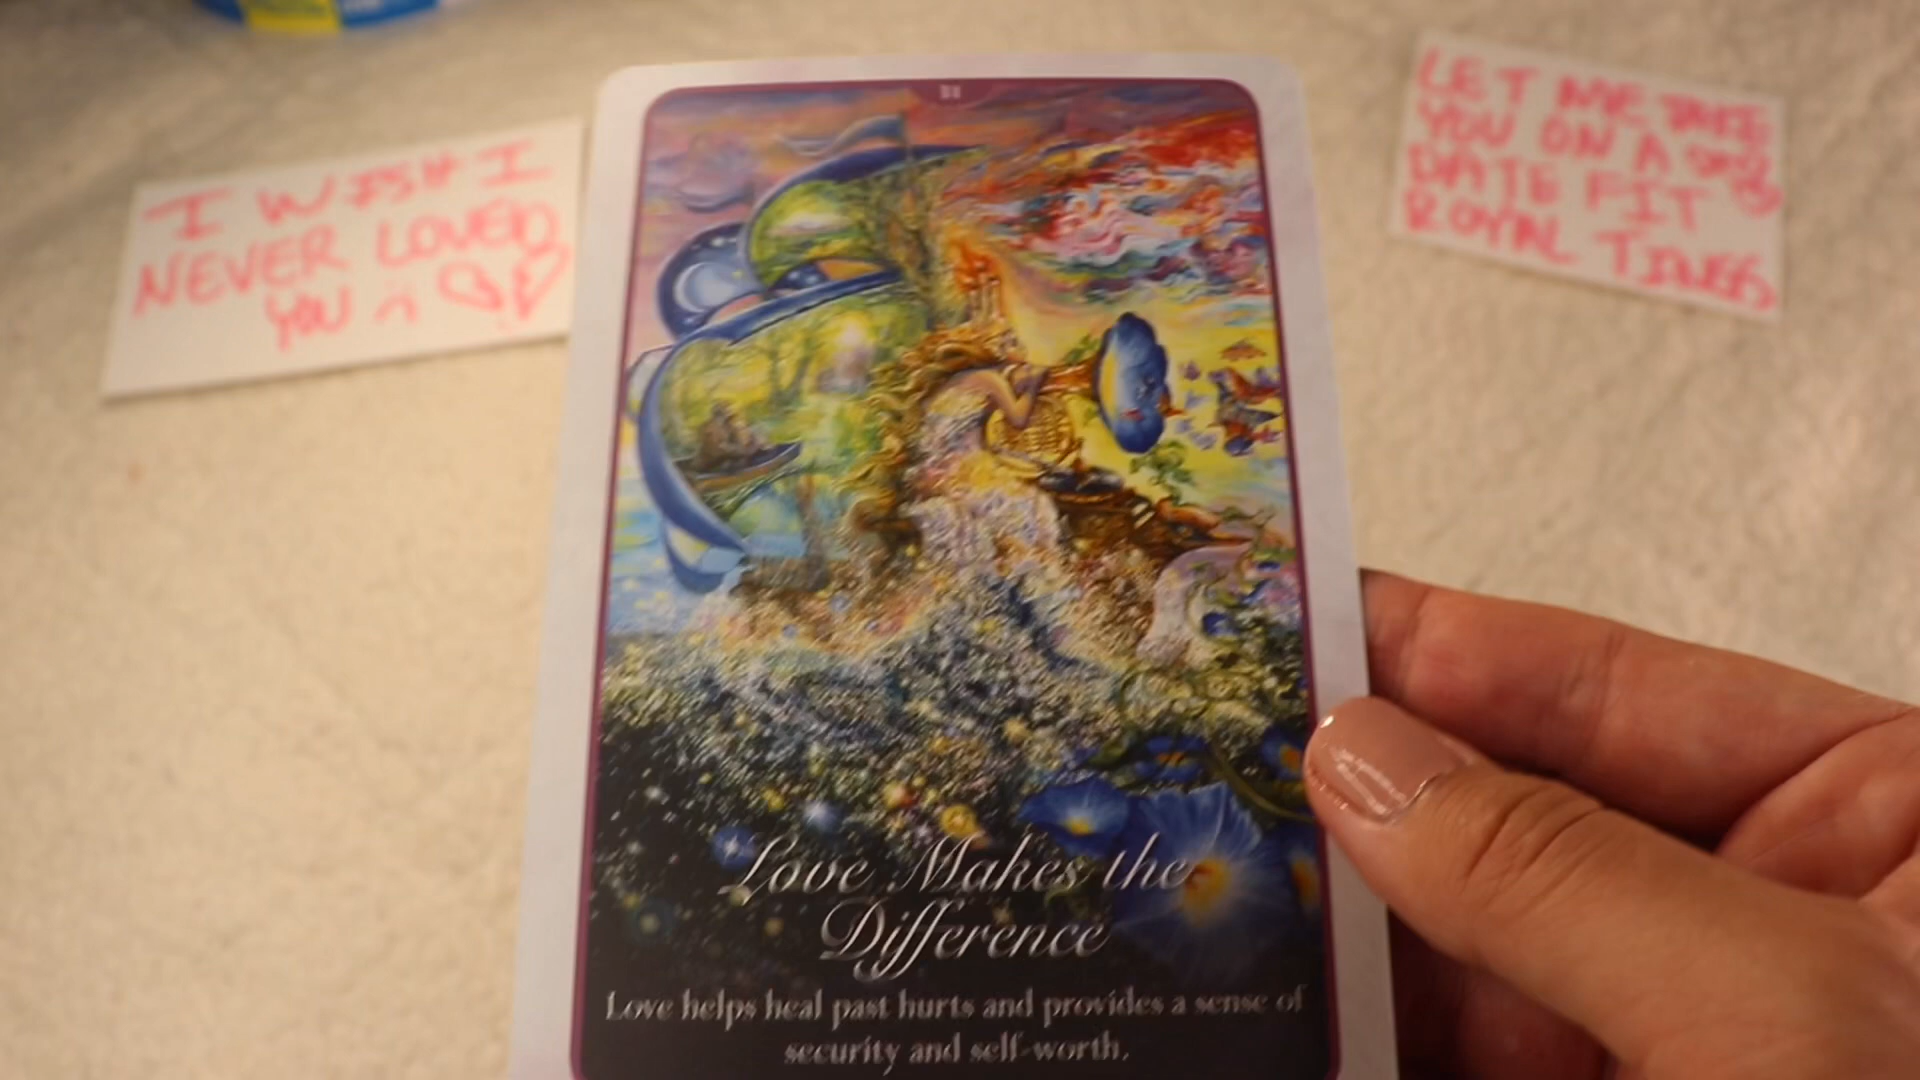 I WISH I
NEVER LOVED
YOU
LET ME TAKE
YOU ON A
DATE FIT
ROYAL TINGS
Love Makes the
Difference
Love helps heal past hurts and provides a sense of
security and self-worth.